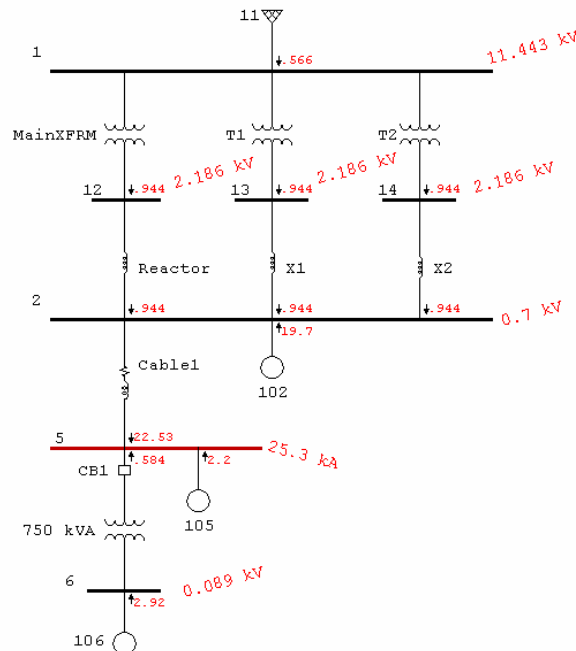 11
1
.566
11.443 kV
MainXFRM
T1
T2
12
.944
2.186 kV
13
.944
2.186 kV
14
.944
2.186 kV
Reactor
X1
X2
2
.944
.944
.944
0.7 kV
19.7
Cable1
102
5
22.53
25.3 kA
CB1
.584
2.2
105
750 kVA
6
0.089 kV
2.92
106